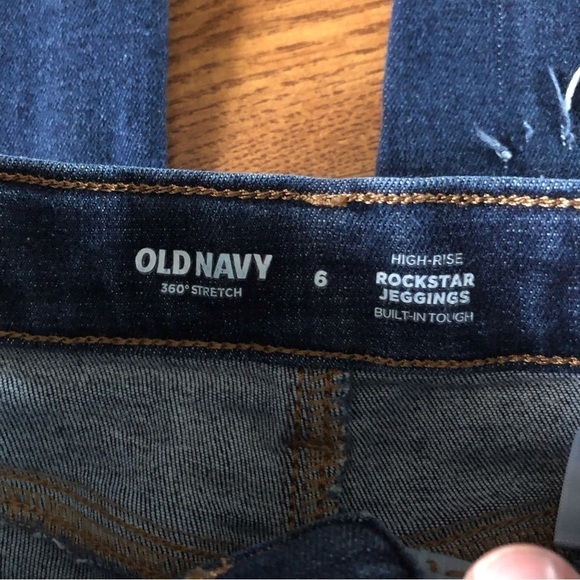 OLD NAVY
360° STRETCH
6
HIGH-RISE
ROCKSTAR
JEGGINGS
BUILT-IN TOUGH